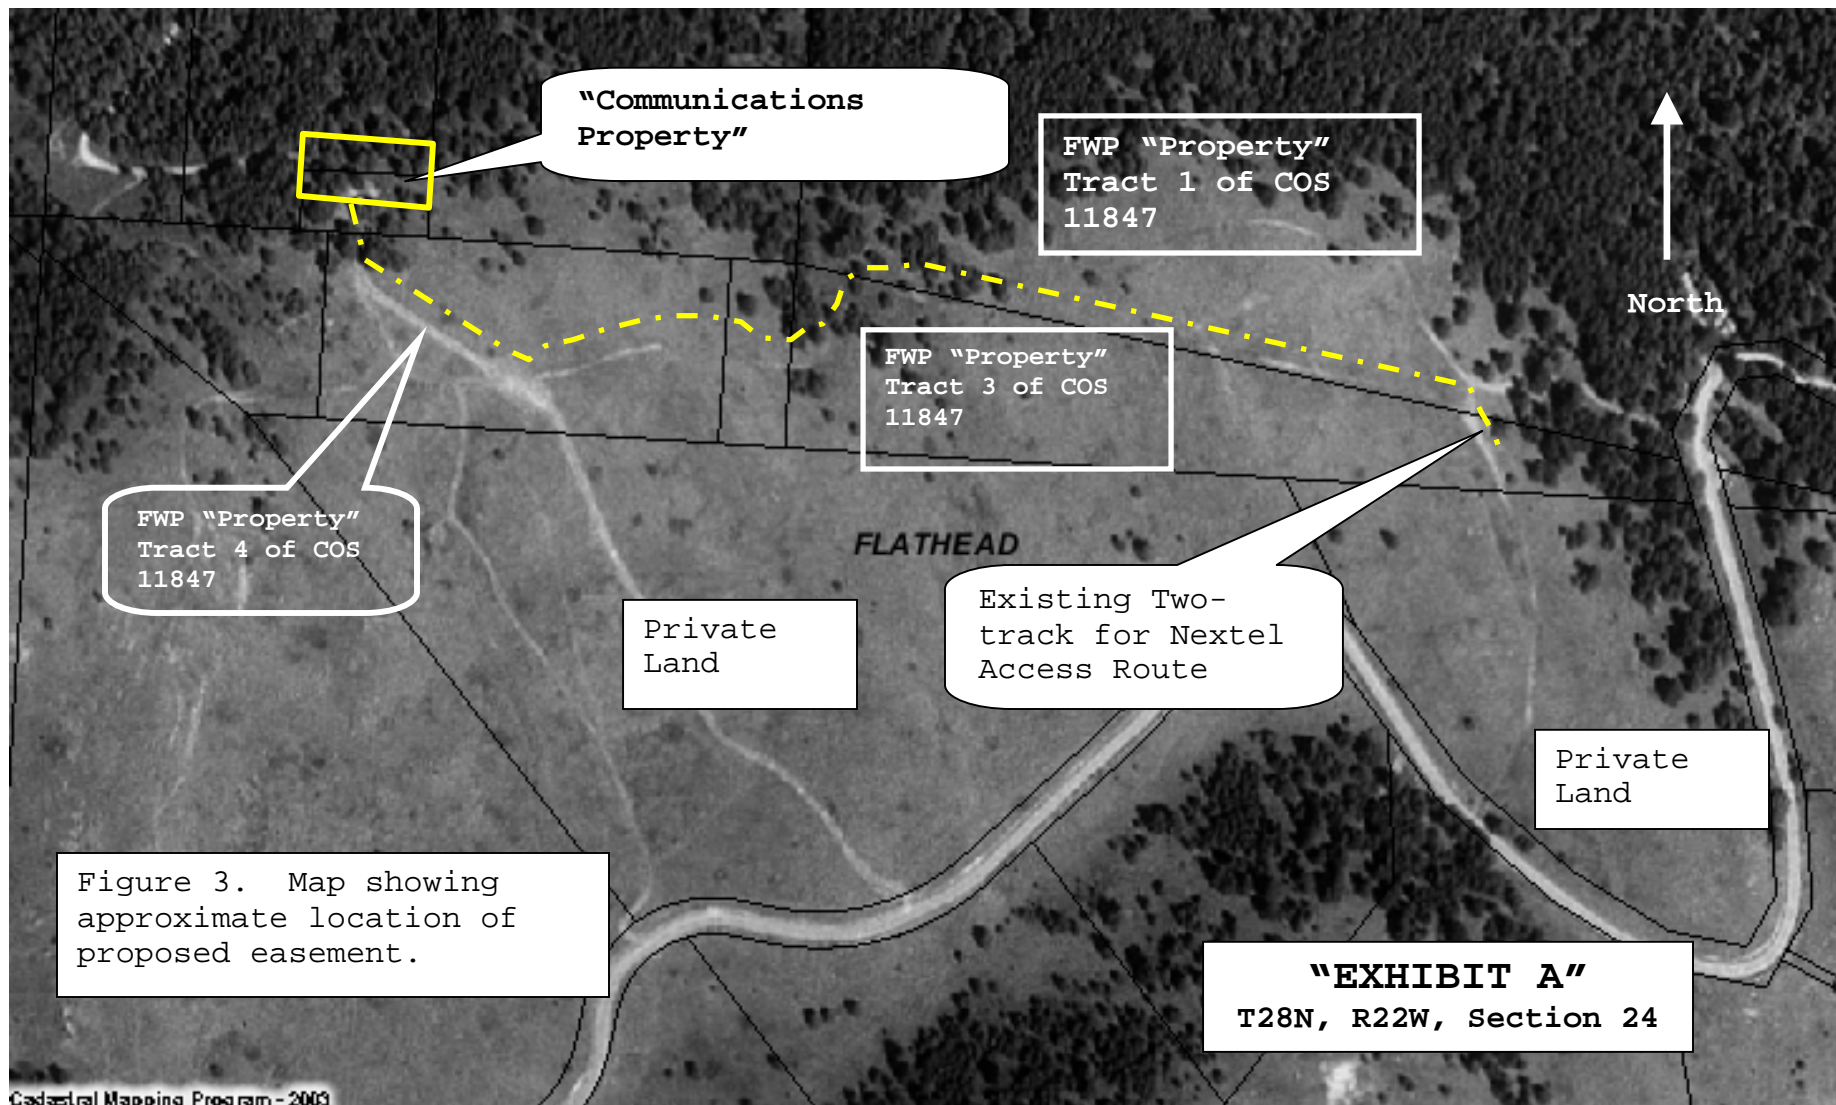 “Communications
Property”
FWP “Property”
Tract 1 of COS
11847
North
FWP “Property”
Tract 3 of COS
11847
FWP “Property”
Tract 4 of COS
11847
FLATHEAD
Existing Two-
track for Nextel
Access Route
Private
Land
Private
Land
Figure 3.  Map showing
approximate location of
proposed easement.
“EXHIBIT A”
T28N, R22W, Section 24
Cadastral Mapping Program - 2003